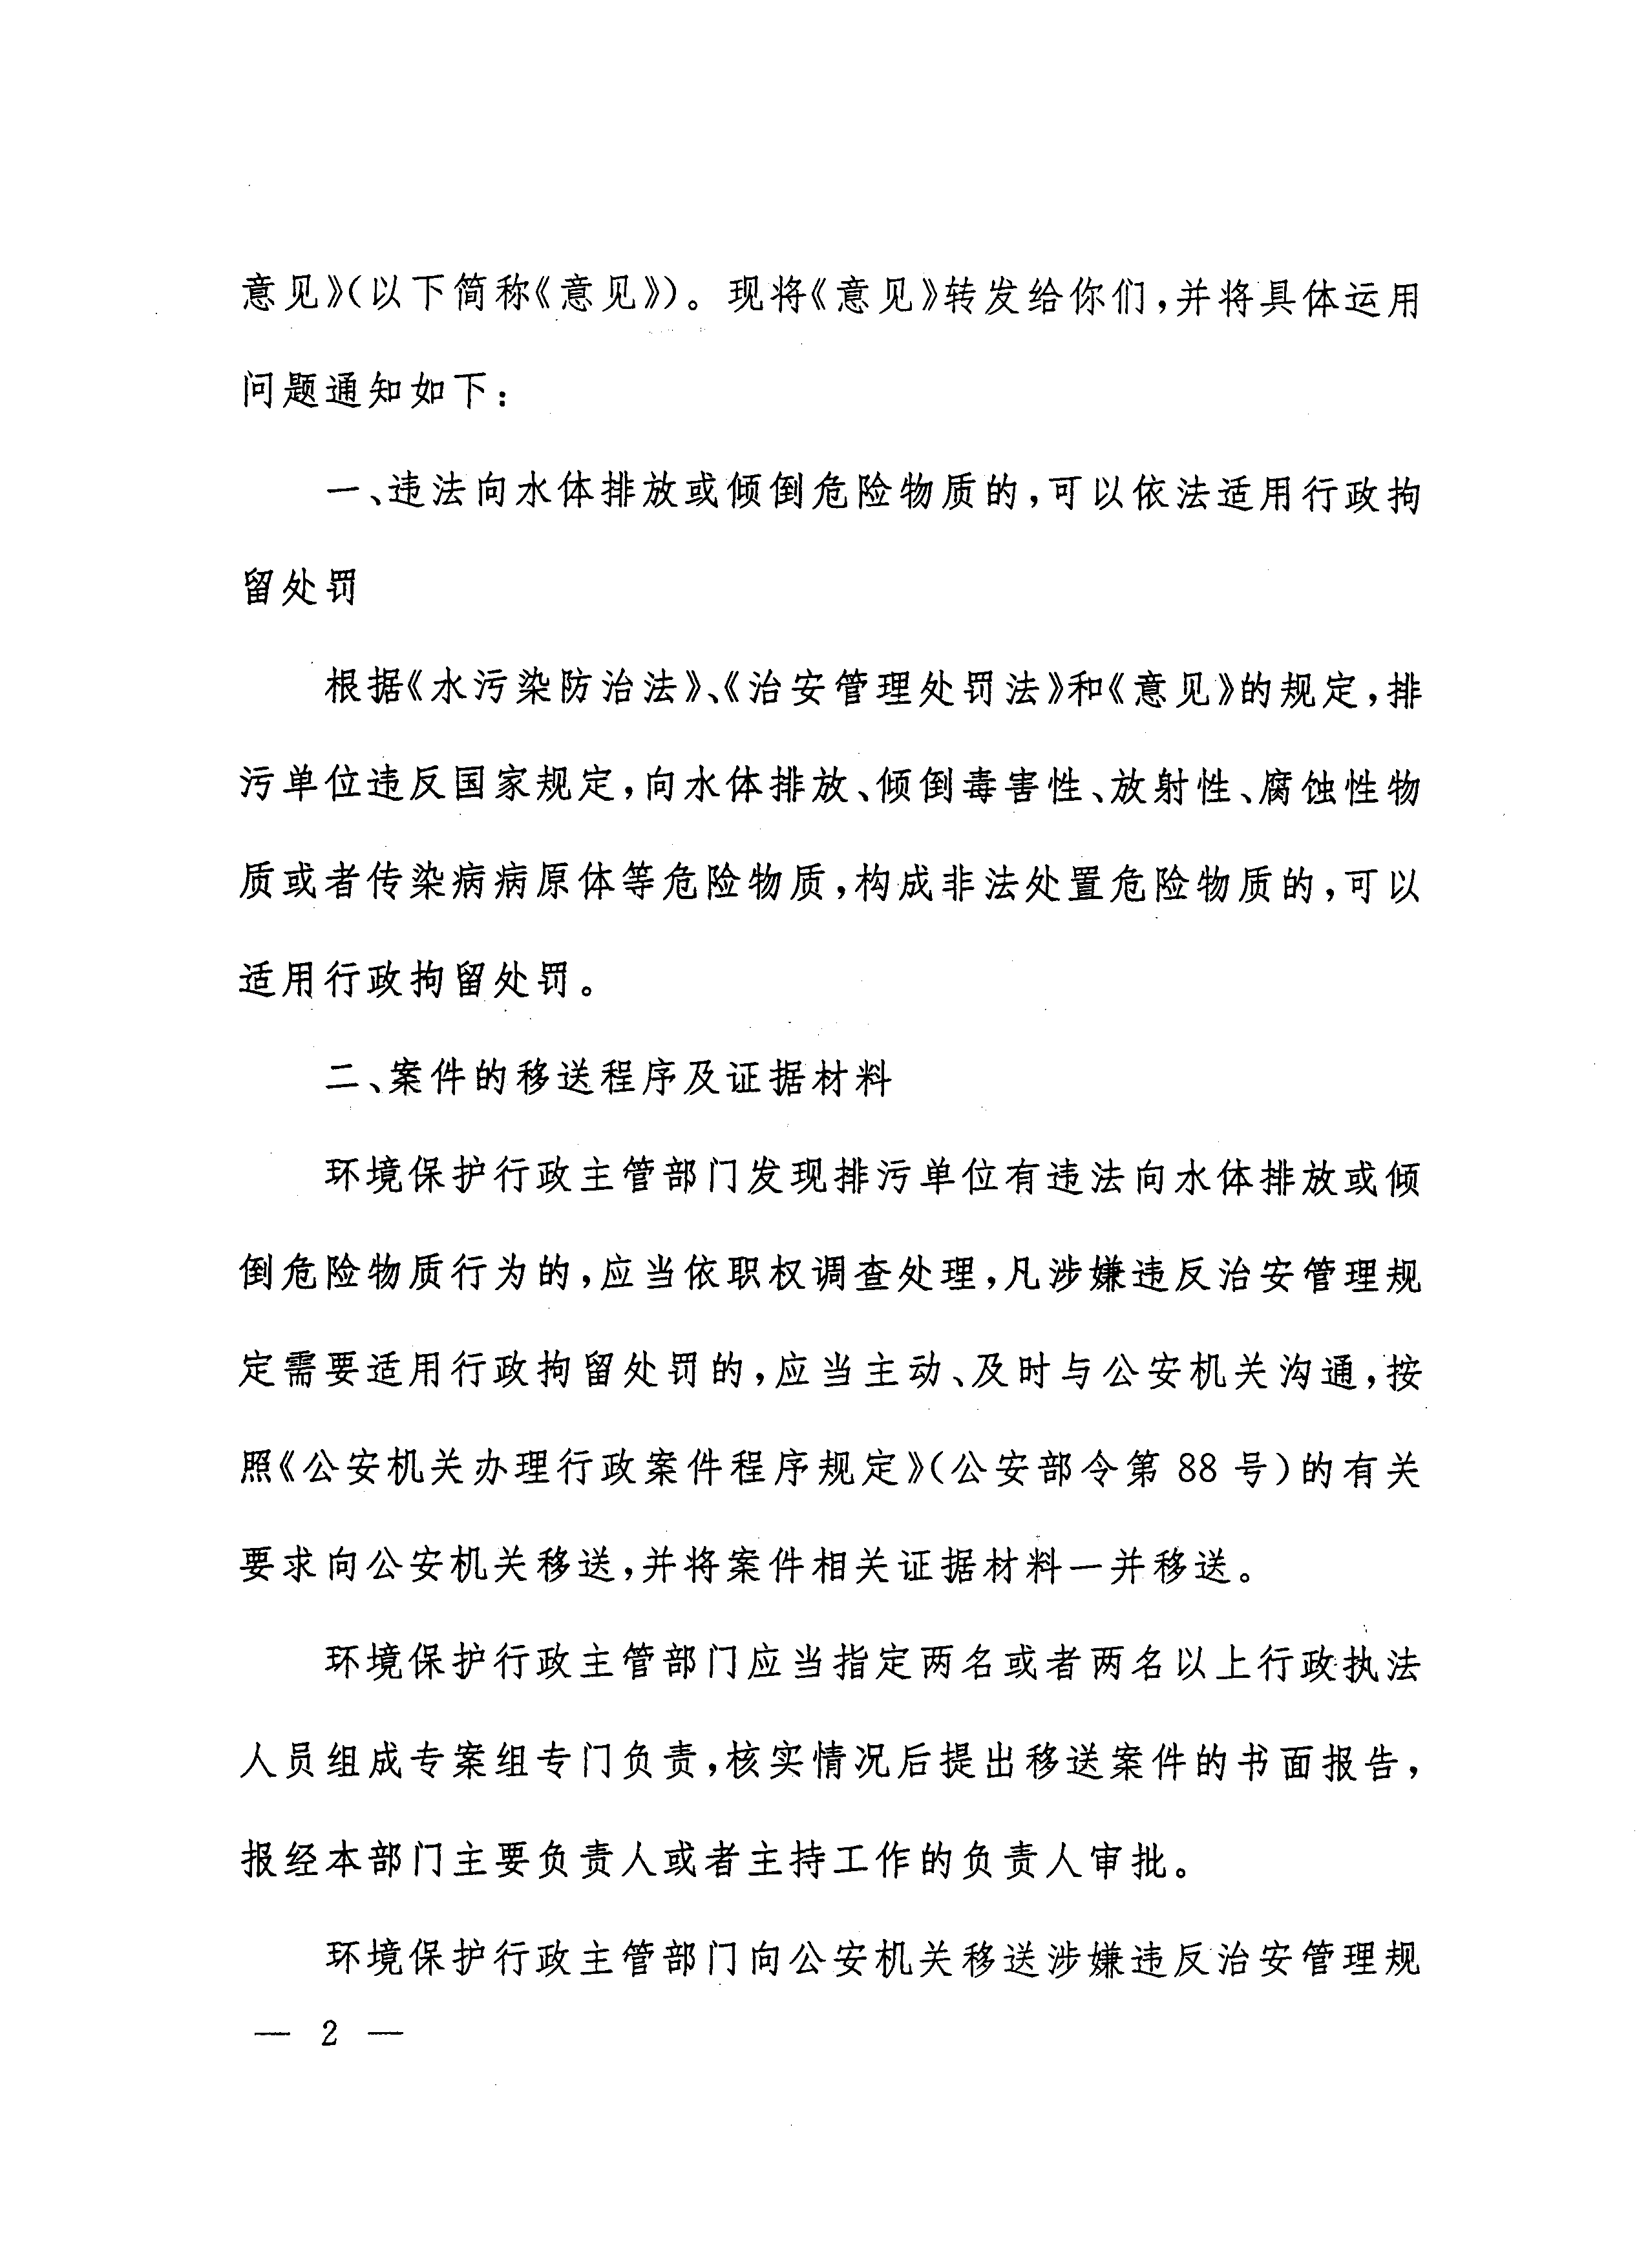 意见》(以下简称《意见》)。现将《意见》转发给你们,并将具体运用
问题通知如下:
一、违法向水体排放或倾倒危险物质的,可以依法适用行政拘
留处罚
根据《水污染防治法》、《治安管理处罚法》和《意见》的规定,排
污单位违反国家规定,向水体排放、倾倒毒害性、放射性、腐蚀性物
质或者传染病病原体等危险物质,构成非法处置危险物质的,可以
适用行政拘留处罚。
二、案件的移送程序及证据材料
环境保护行政主管部门发现排污单位有违法向水体排放或倾
倒危险物质行为的,应当依职权调查处理,凡涉嫌违反治安管理规
定需要适用行政拘留处罚的,应当主动、及时与公安机关沟通,按
照《公安机关办理行政案件程序规定》(公安部令第 88 号)的有关
要求向公安机关移送,并将案件相关证据材料一并移送。
环境保护行政主管部门应当指定两名或者两名以上行政执法
人员组成专案组专门负责,核实情况后提出移送案件的书面报告,
报经本部门主要负责人或者主持工作的负责人审批。
环境保护行政主管部门向公安机关移送涉嫌违反治安管理规
— 2 —